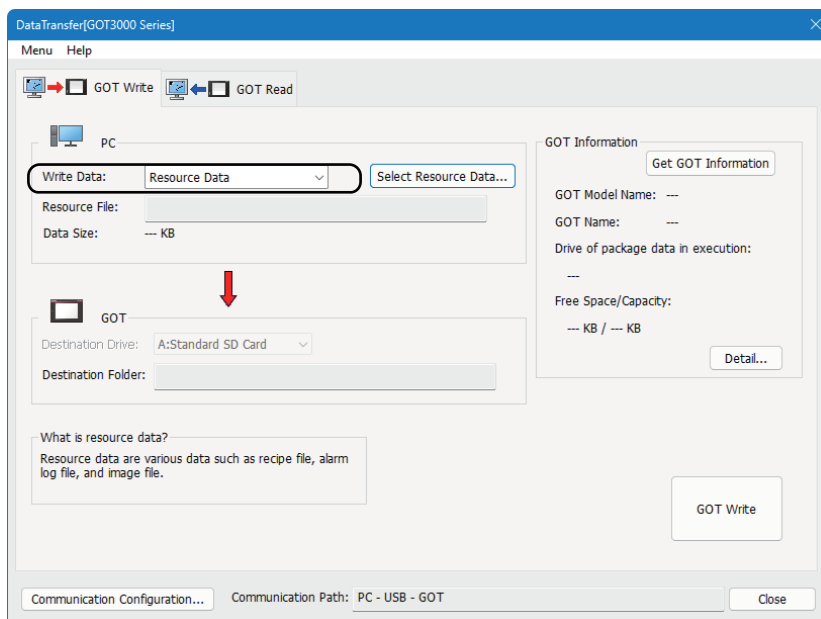 DataTransfer[GOT3000 Series]
Menu Help
GOT Write GOT Read
PC
Write Data: Resource Data Select Resource Data...
Resource File:
Data Size: --- KB
GOT
Destination Drive: A:Standard SD Card
Destination Folder:
What is resource data?
Resource data are various data such as recipe file, alarm
log file, and image file.
GOT Information
Get GOT Information
GOT Model Name: ---
GOT Name: ---
Drive of package data in execution:
---
Free Space/Capacity:
--- KB / --- KB
Detail...
GOT Write
Communication Configuration... Communication Path: PC - USB - GOT Close